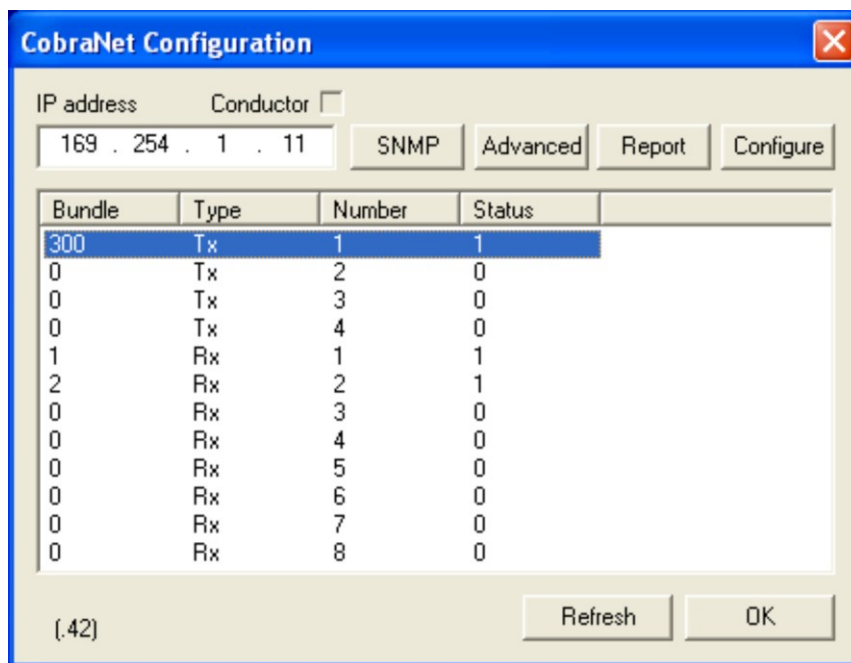 CobraNet Configuration
IP address Conductor
169 . 254 . 1 . 11 SNMP Advanced Report Configure
Bundle Type Number Status
300 Tx 1 1
0 Tx 2 0
0 Tx 3 0
0 Tx 4 0
1 Rx 1 1
2 Rx 2 1
0 Rx 3 0
0 Rx 4 0
0 Rx 5 0
0 Rx 6 0
0 Rx 7 0
0 Rx 8 0
(.42) Refresh OK